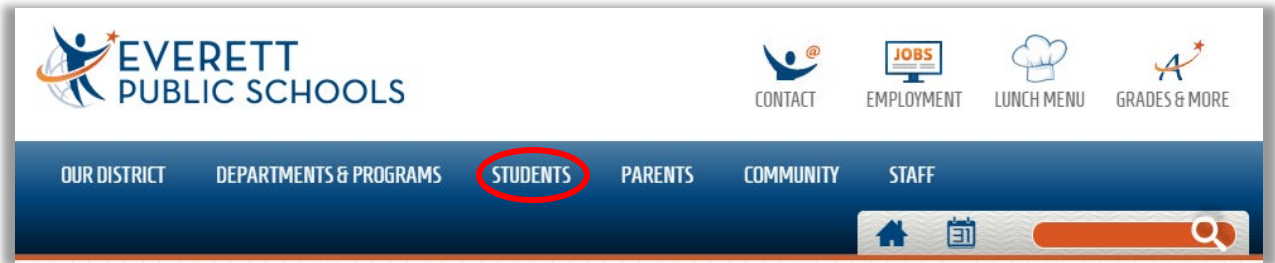 EVERETT
PUBLIC SCHOOLS
@
JOBS
CONTACT EMPLOYMENT LUNCH MENU GRADES & MORE
OUR DISTRICT DEPARTMENTS & PROGRAMS STUDENTS PARENTS COMMUNITY STAFF
31